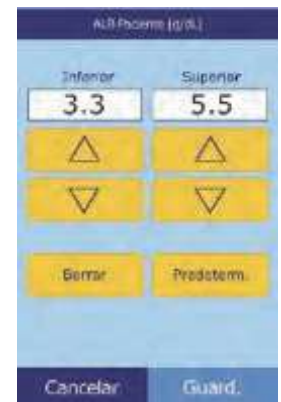 ALB Paciente (g/dL)
Inferior Superior
3.3 5.5
Borrar Predeterm.
Cancelar Guard.